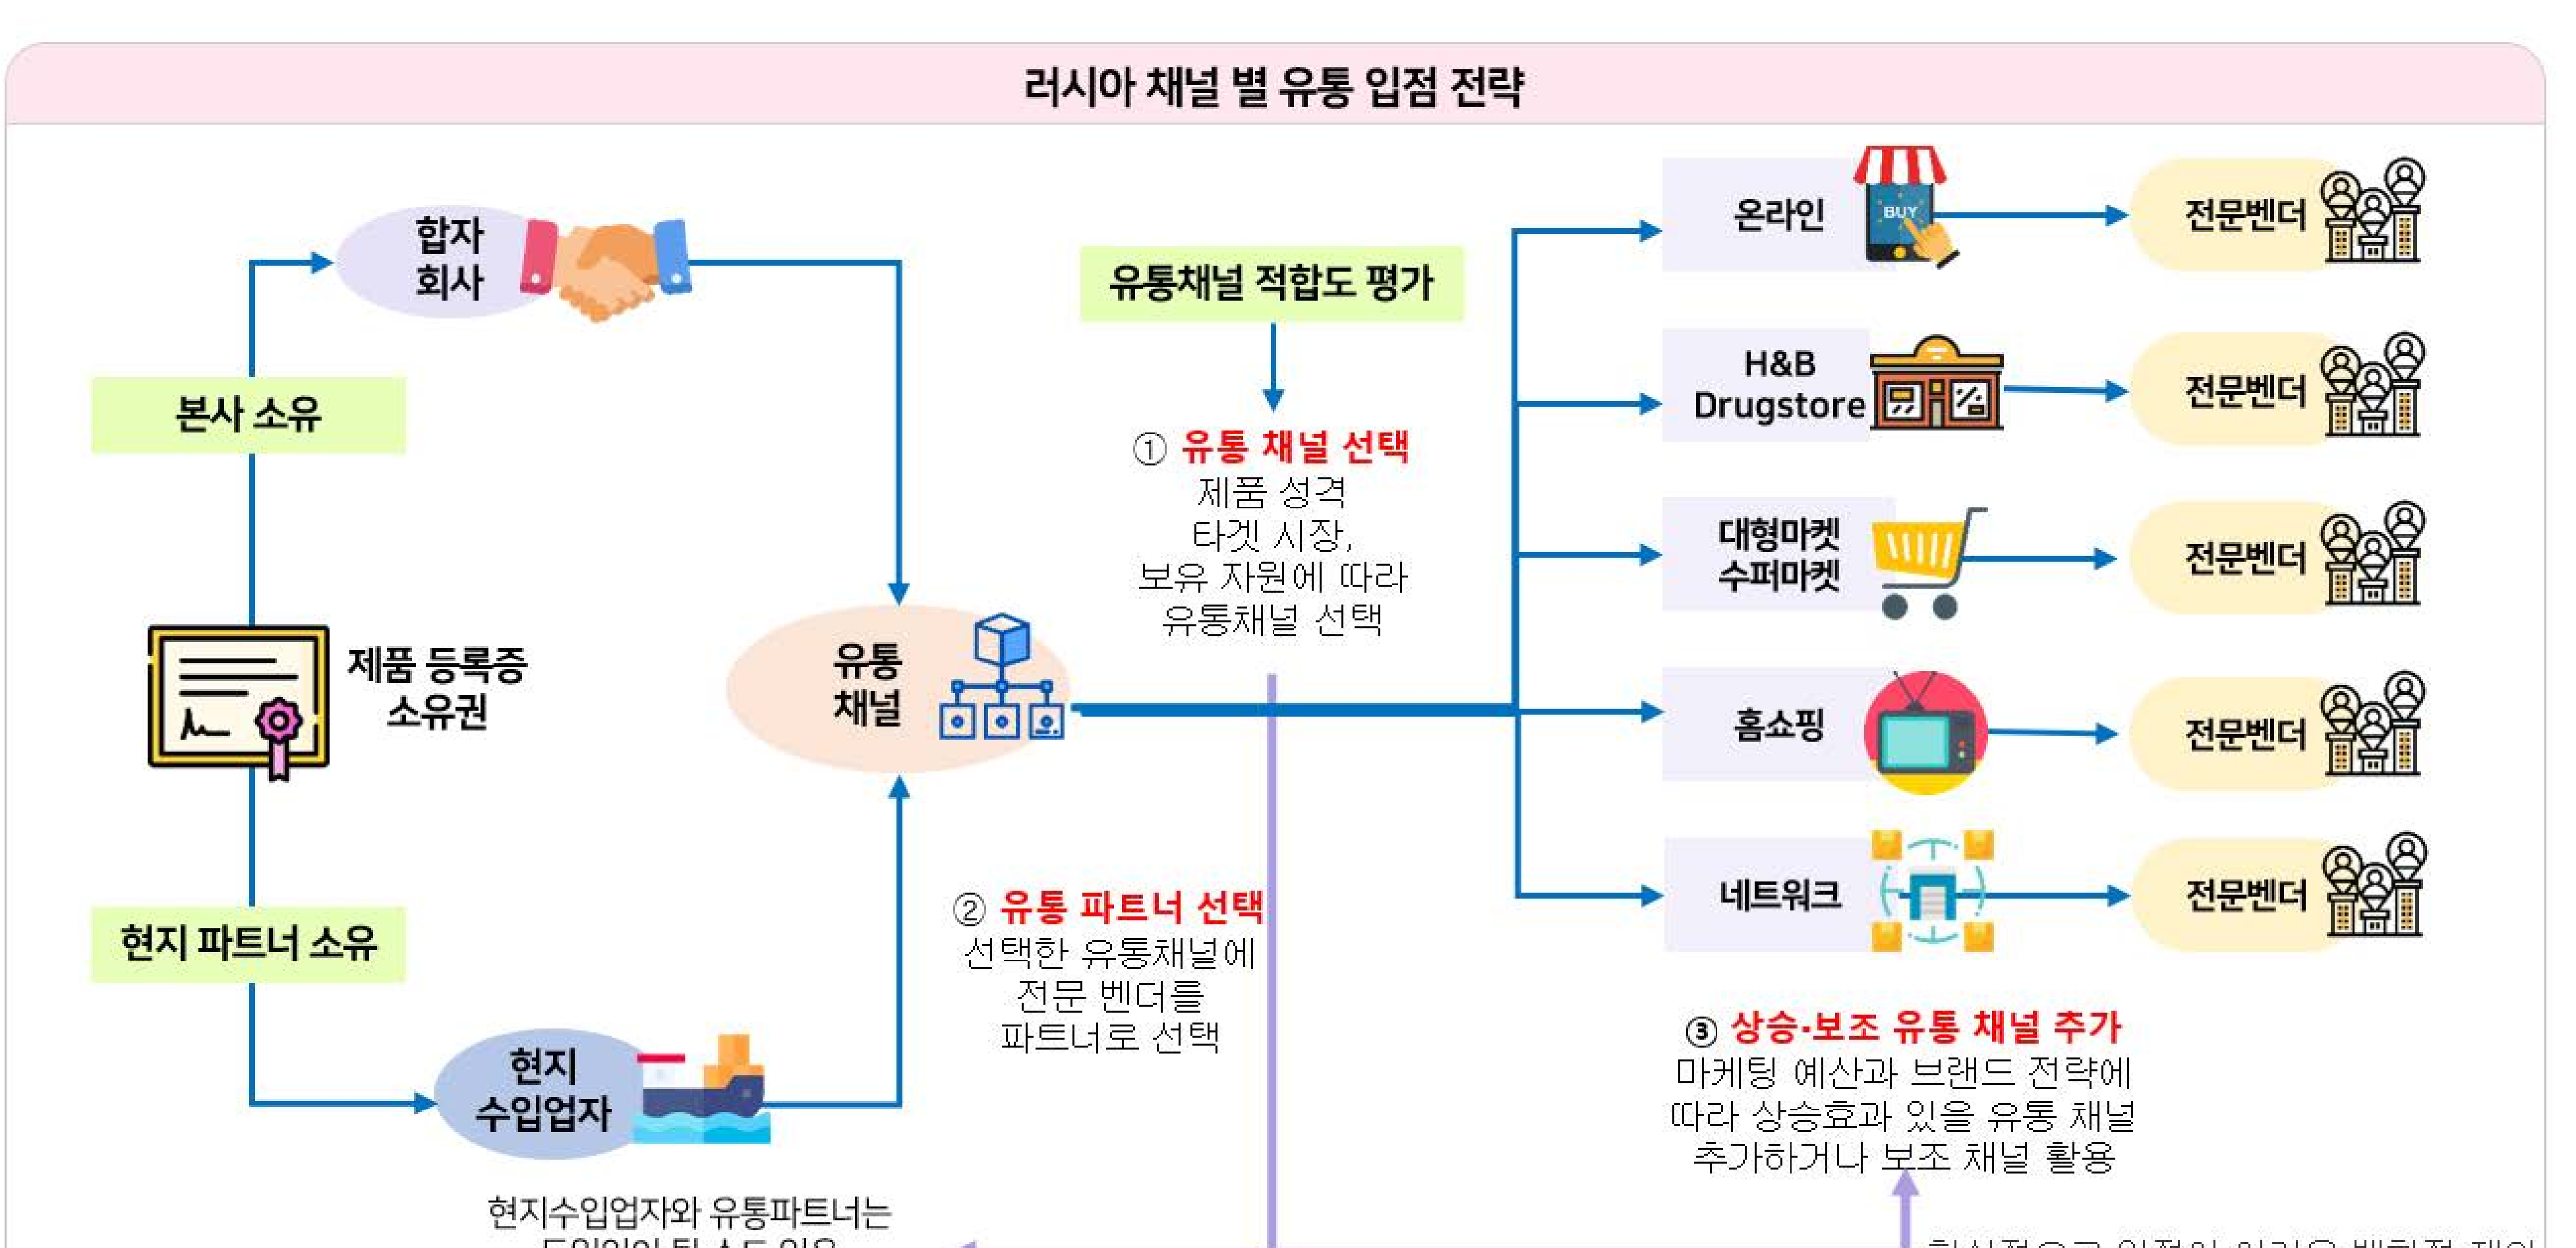 러시아 채널 별 유통 입점 전략
합자
회사
본사 소유
제품 등록증
소유권
현지 파트너 소유
현지
수입업자
현지수입업자와 유통파트너는
유통
채널
유통채널 적합도 평가
① 유통 채널 선택
제품 성격
타겟 시장,
보유 자원에 따라
유통채널 선택
② 유통 파트너 선택
선택한 유통채널에
전문 벤더를
파트너로 선택
온라인
BUY
전문벤더
H&B
Drugstore
전문벤더
대형마켓
수퍼마켓
전문벤더
홈쇼핑
전문벤더
네트워크
전문벤더
③ 상승·보조 유통 채널 추가
마케팅 예산과 브랜드 전략에
따라 상승효과 있을 유통 채널
추가하거나 보조 채널 활용